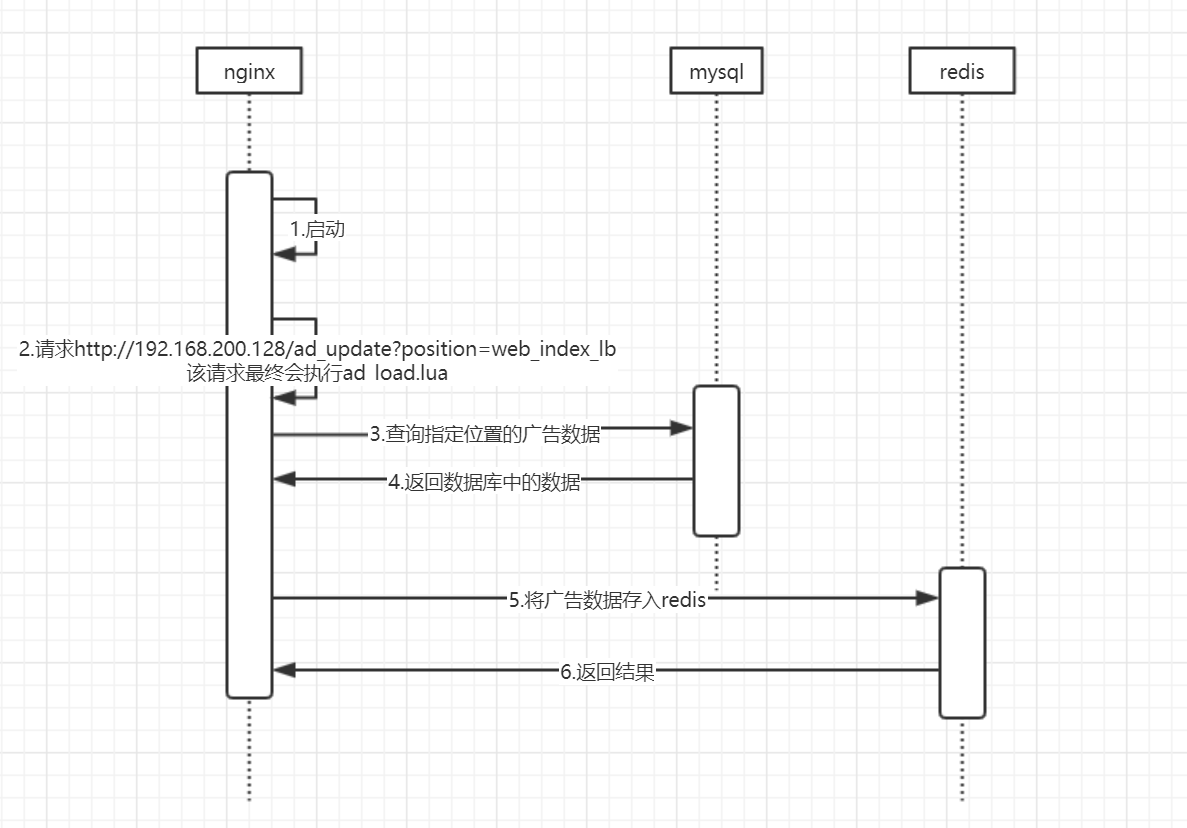 nginx
mysql
redis
1.启动
2.请求http://192.168.200.128/ad_update?position=web_index_lb
该请求最终会执行ad_load.lua
3.查询指定位置的广告数据
4.返回数据库中的数据
5.将广告数据存入redis
6.返回结果